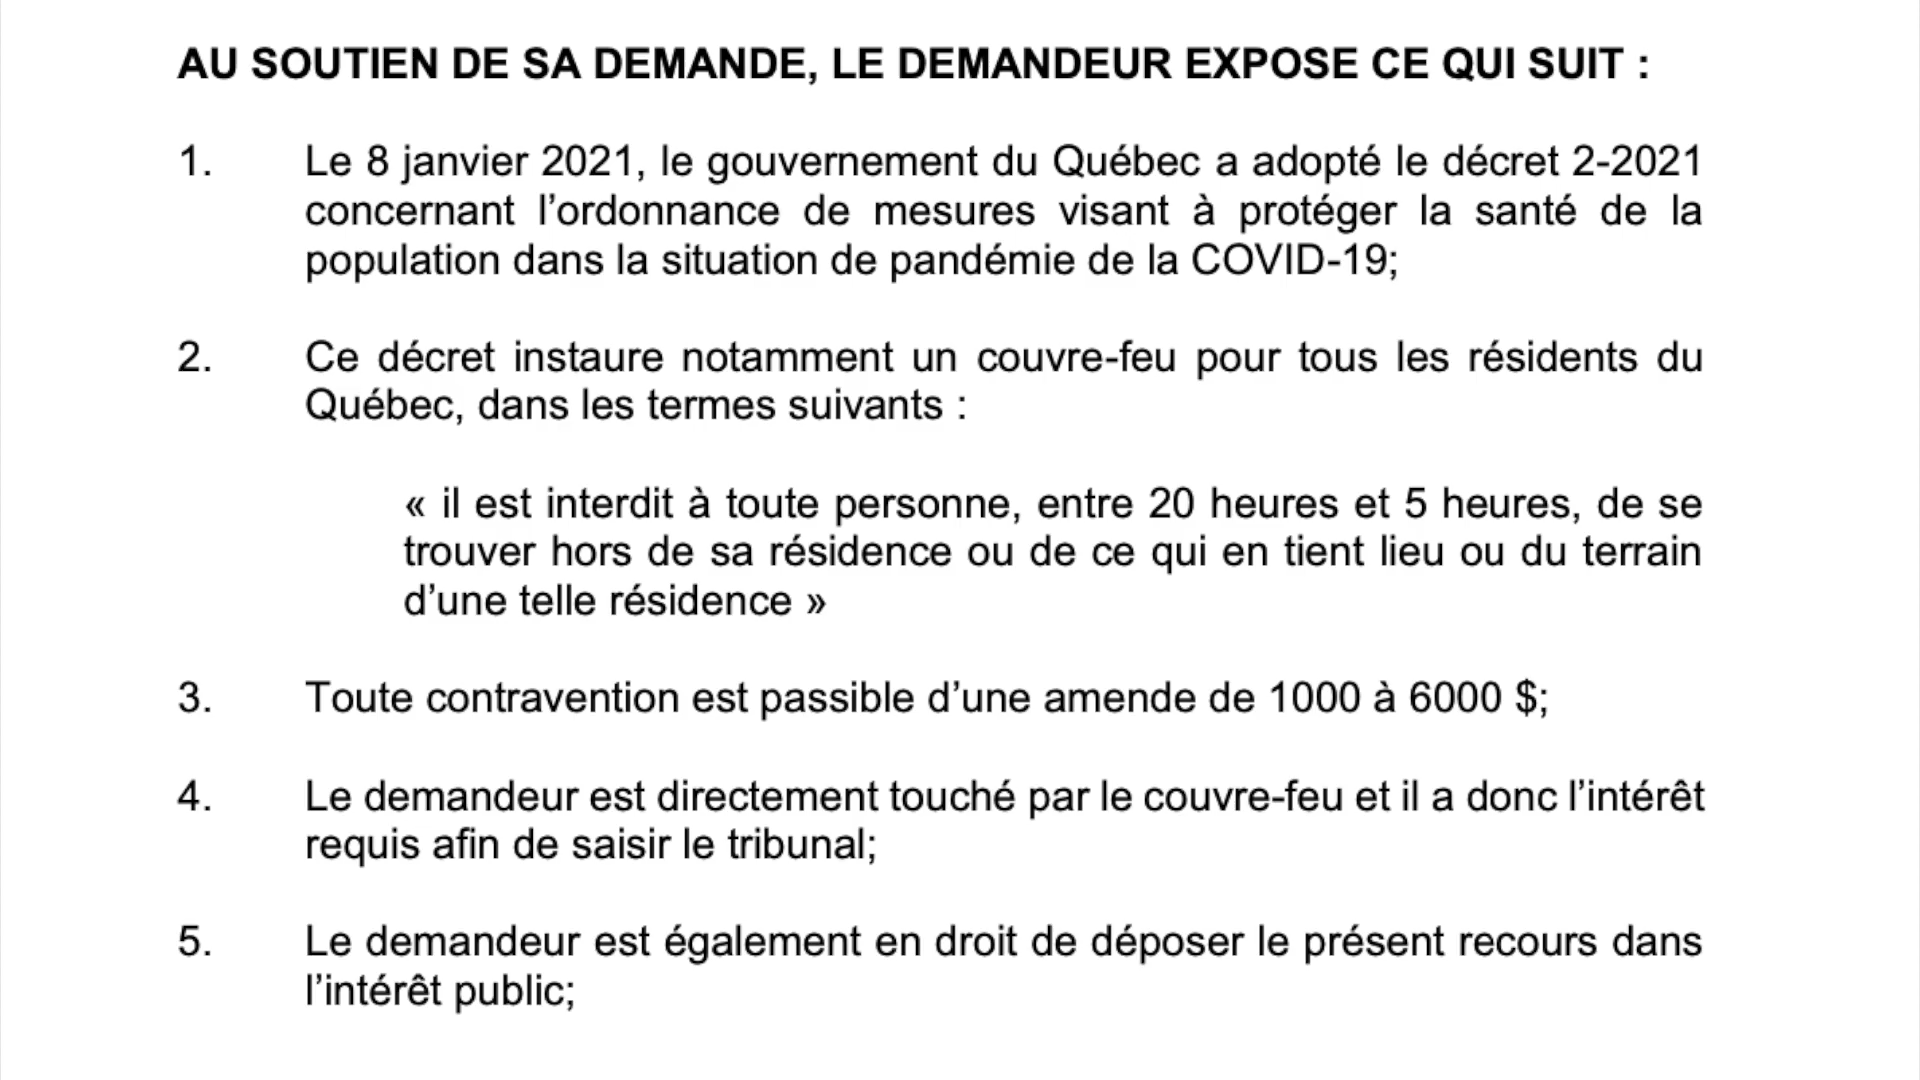 AU SOUTIEN DE SA DEMANDE, LE DEMANDEUR EXPOSE CE QUI SUIT :
1. Le 8 janvier 2021, le gouvernement du Québec a adopté le décret 2-2021
concernant l’ordonnance de mesures visant à protéger la santé de la
population dans la situation de pandémie de la COVID-19;
2. Ce décret instaure notamment un couvre-feu pour tous les résidents du
Québec, dans les termes suivants :
« il est interdit à toute personne, entre 20 heures et 5 heures, de se
trouver hors de sa résidence ou de ce qui en tient lieu ou du terrain
d’une telle résidence »
3. Toute contravention est passible d’une amende de 1000 à 6000 $;
4. Le demandeur est directement touché par le couvre-feu et il a donc l’intérêt
requis afin de saisir le tribunal;
5. Le demandeur est également en droit de déposer le présent recours dans
l’intérêt public;